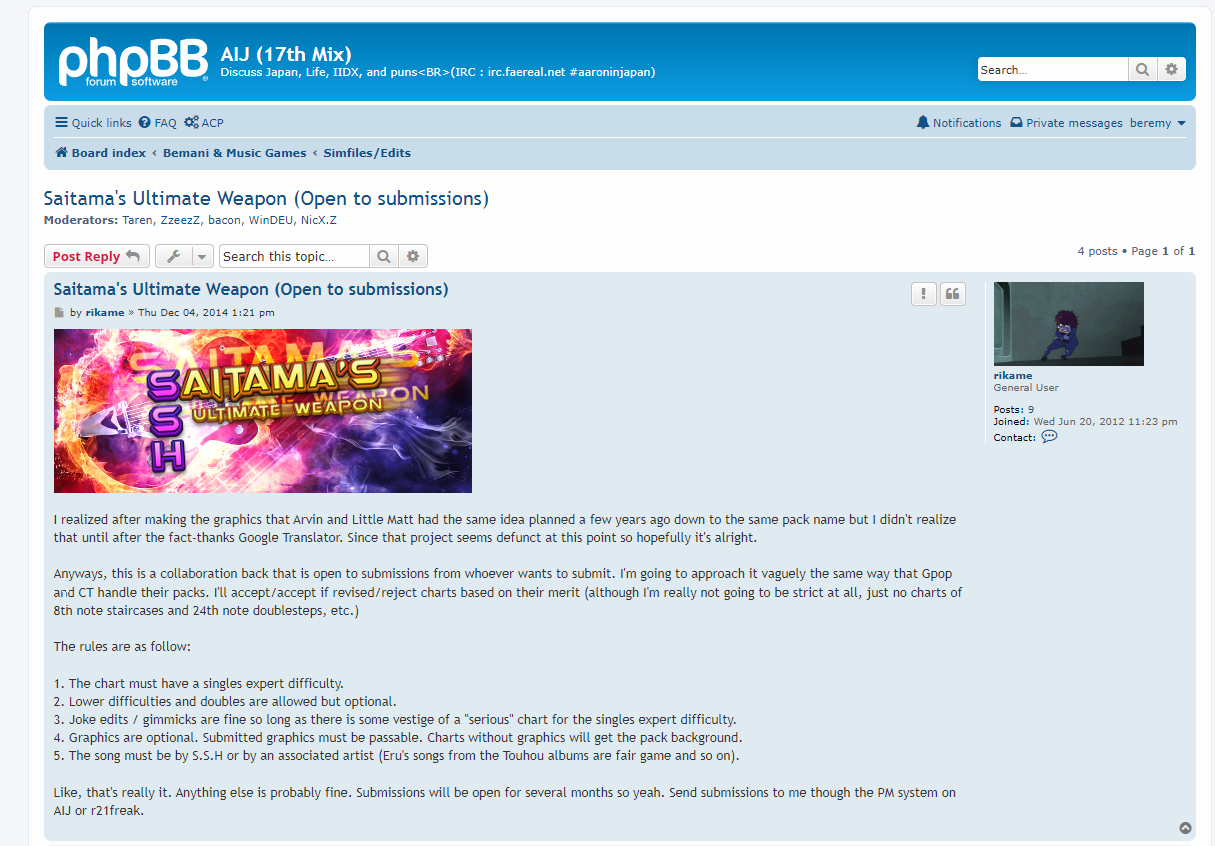 phpBB
forum software
®
AIJ (17th Mix)
Discuss Japan, Life, IIDX, and puns<BR>(IRC : irc.faereal.net #aaroninjapan)
Search…
Quick links FAQ ACP
Notifications Private messages beremy
Board index ‹ Bemani & Music Games ‹ Simfiles/Edits
Saitama's Ultimate Weapon (Open to submissions)
Moderators: Taren, ZzeezZ, bacon, WinDEU, NicX.Z
Post Reply
Search this topic…
4 posts • Page 1 of 1
Saitama's Ultimate Weapon (Open to submissions)
by rikame » Thu Dec 04, 2014 1:21 pm
SAITAMA'S
ULTIMATE WEAPON
SSH
SAITAMA'S
WEAPON
rikame
General User
Posts: 9
Joined: Wed Jun 20, 2012 11:23 pm
Contact:
I realized after making the graphics that Arvin and Little Matt had the same idea planned a few years ago down to the same pack name but I didn't realize
that until after the fact-thanks Google Translator. Since that project seems defunct at this point so hopefully it's alright.
Anyways, this is a collaboration back that is open to submissions from whoever wants to submit. I'm going to approach it vaguely the same way that Gpop
and CT handle their packs. I'll accept/accept if revised/reject charts based on their merit (although I'm really not going to be strict at all, just no charts of
8th note staircases and 24th note doublesteps, etc.)
The rules are as follow:
1. The chart must have a singles expert difficulty.
2. Lower difficulties and doubles are allowed but optional.
3. Joke edits / gimmicks are fine so long as there is some vestige of a "serious" chart for the singles expert difficulty.
4. Graphics are optional. Submitted graphics must be passable. Charts without graphics will get the pack background.
5. The song must be by S.S.H or by an associated artist (Eru's songs from the Touhou albums are fair game and so on).
Like, that's really it. Anything else is probably fine. Submissions will be open for several months so yeah. Send submissions to me though the PM system on
AIJ or r21freak.